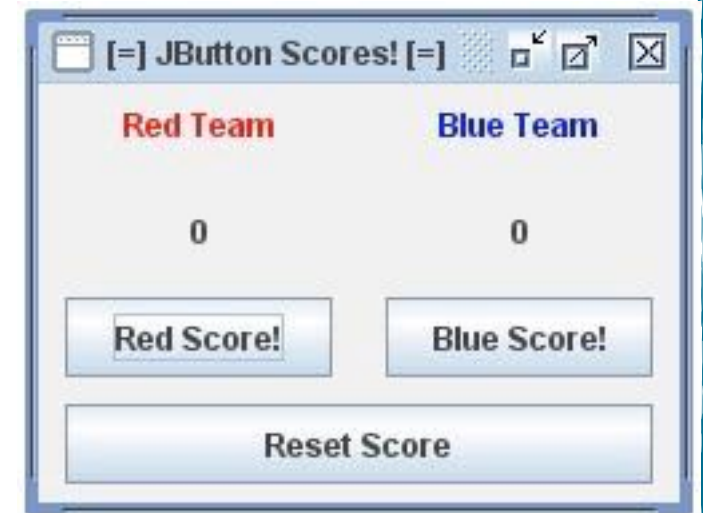 [=] JButton Scores! [=]
Red Team Blue Team
0 0
Red Score! Blue Score!
Reset Score